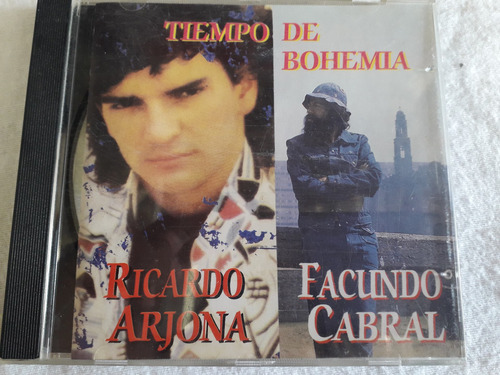 TIEMPO DE
BOHEMIA
RICARDO
ARJONA
FACUNDO
CABRAL